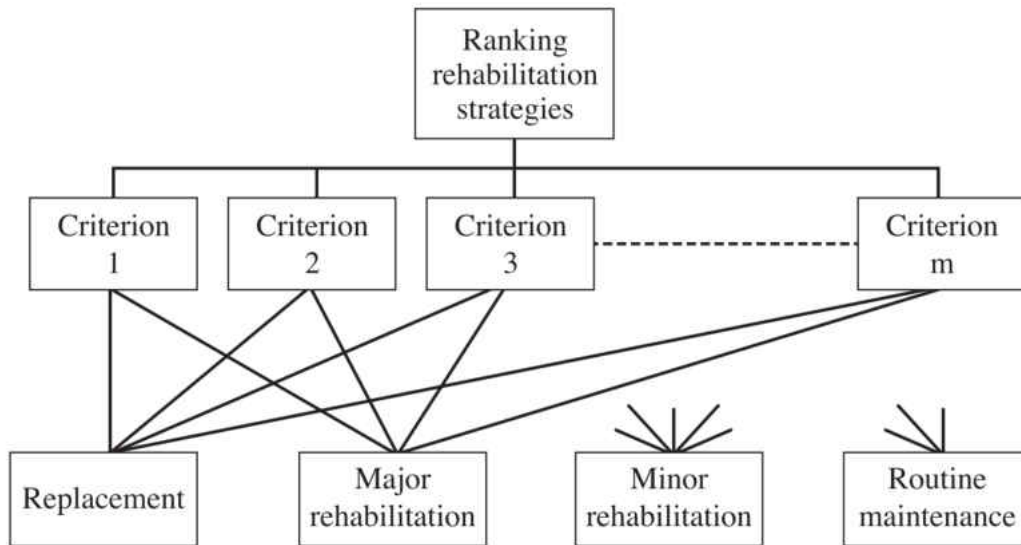 Ranking
rehabilitation
strategies
Criterion
1
Criterion
2
Criterion
3
Criterion
m
Replacement
Major
rehabilitation
Minor
rehabilitation
Routine
maintenance